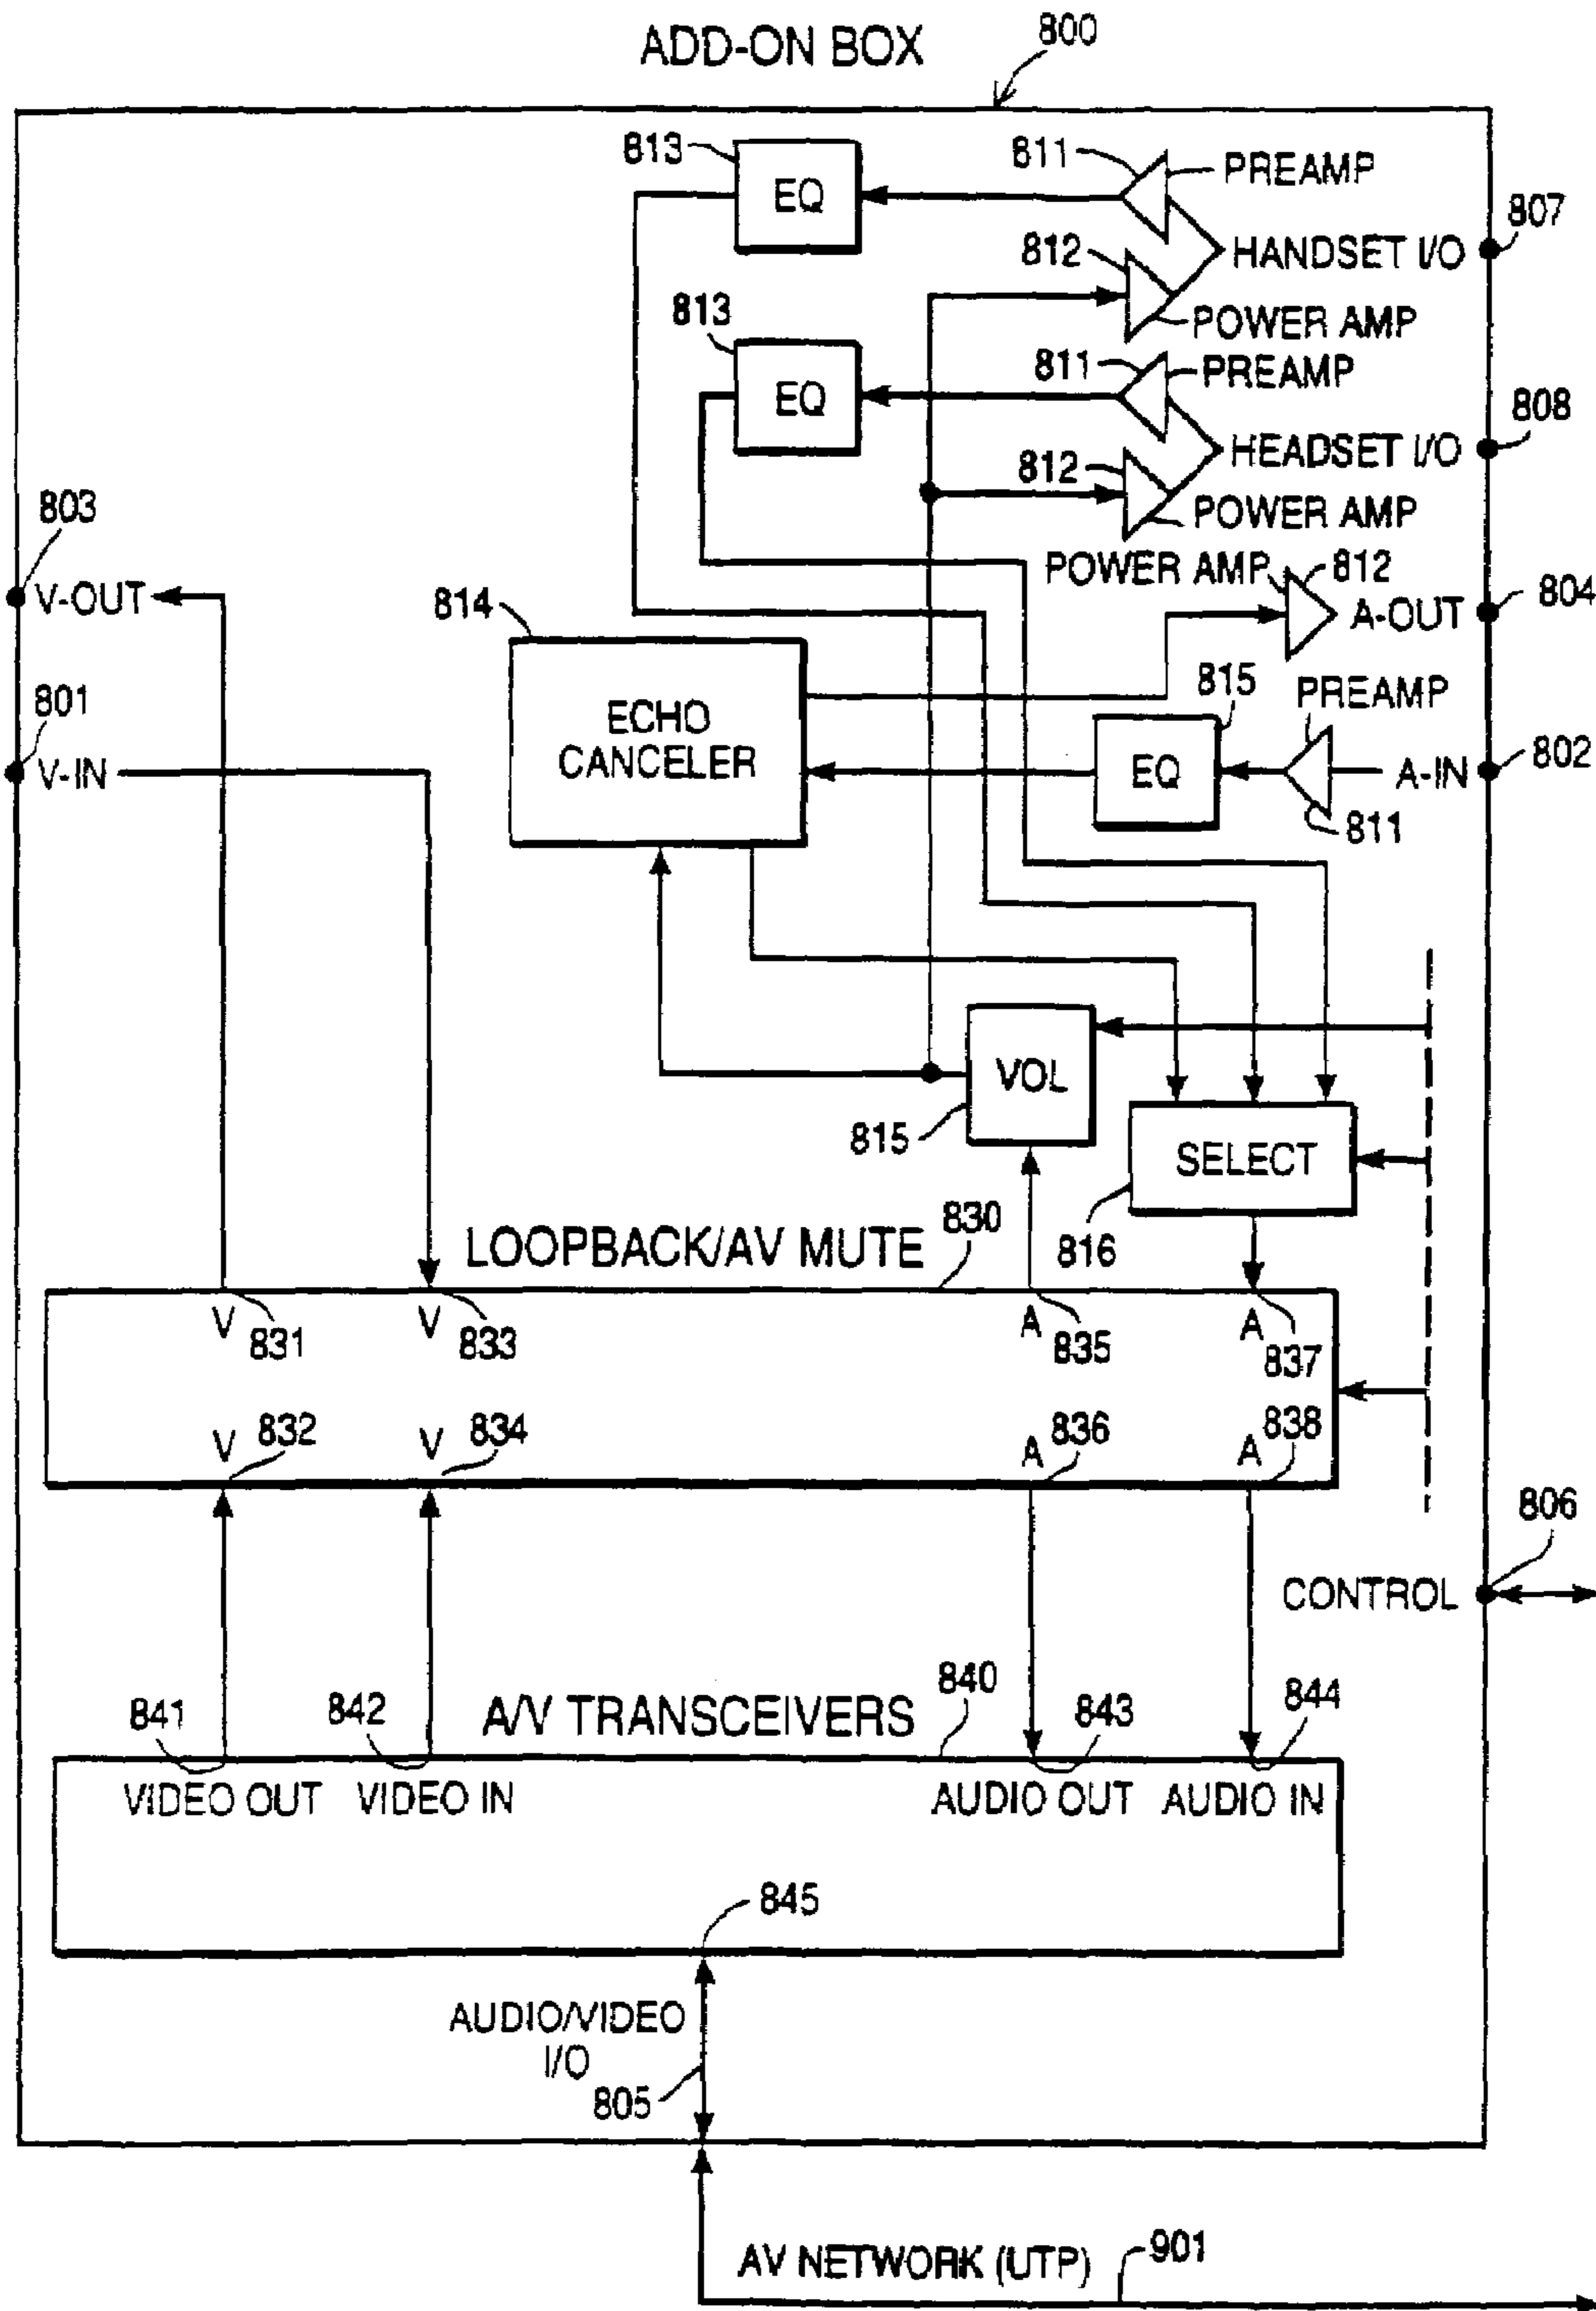 ADD-ON BOX
800
813
EQ
811
PREAMP
807
HANDSET I/O
812
POWER AMP
813
EQ
811
PREAMP
808
HEADSET I/O
812
POWER AMP
803
V-OUT
814
POWER AMP
812
804
A-OUT
801
V-IN
ECHO
CANCELER
815
EQ
PREAMP
802
A-IN
811
VOL
815
SELECT
816
LOOPBACK/AV MUTE
830
V
831
V
833
A
835
A
837
V
832
V
834
A
836
A
838
806
CONTROL
A/V TRANSCEIVERS
840
841
842
843
844
VIDEO OUT
VIDEO IN
AUDIO OUT
AUDIO IN
845
AUDIO/VIDEO
I/O
805
AV NETWORK (UTP)
901